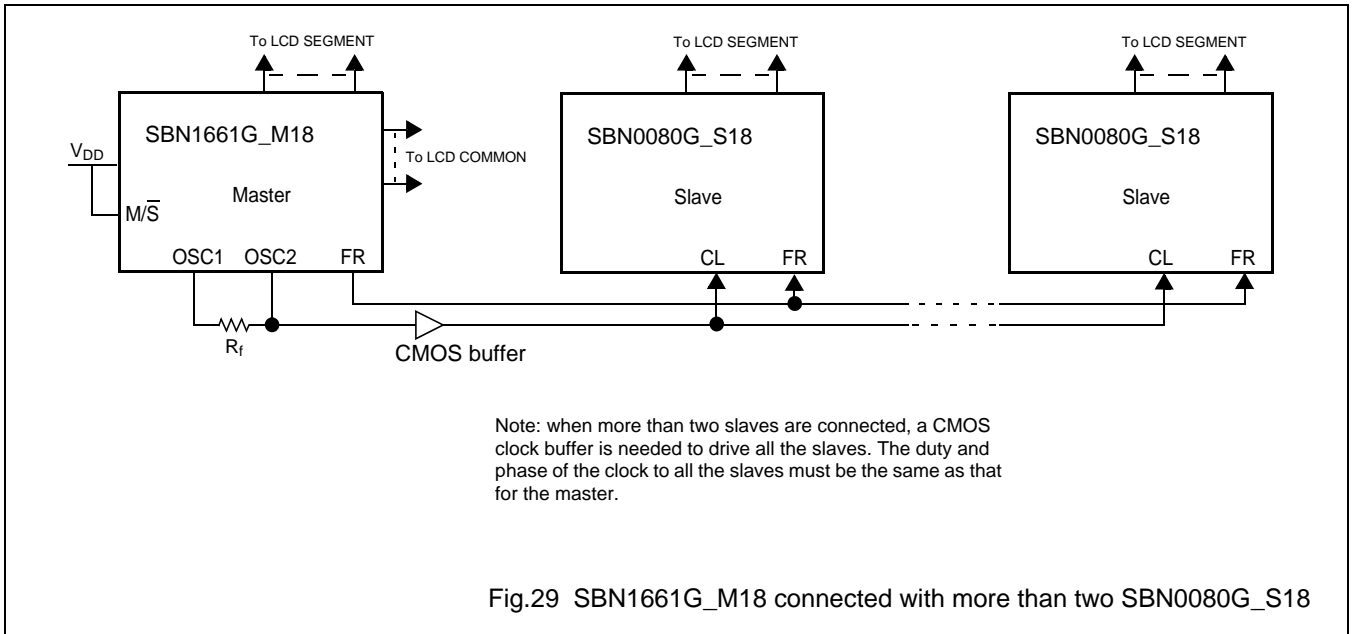 To LCD SEGMENT
To LCD SEGMENT
To LCD SEGMENT
SBN1661G_M18
SBN0080G_S18
SBN0080G_S18
VDD
To LCD COMMON
Master
Slave
Slave
M/S̅
OSC1 OSC2 FR
CL FR
CL FR
Rf
CMOS buffer
Note: when more than two slaves are connected, a CMOS
clock buffer is needed to drive all the slaves. The duty and
phase of the clock to all the slaves must be the same as that
for the master.
Fig.29 SBN1661G_M18 connected with more than two SBN0080G_S18